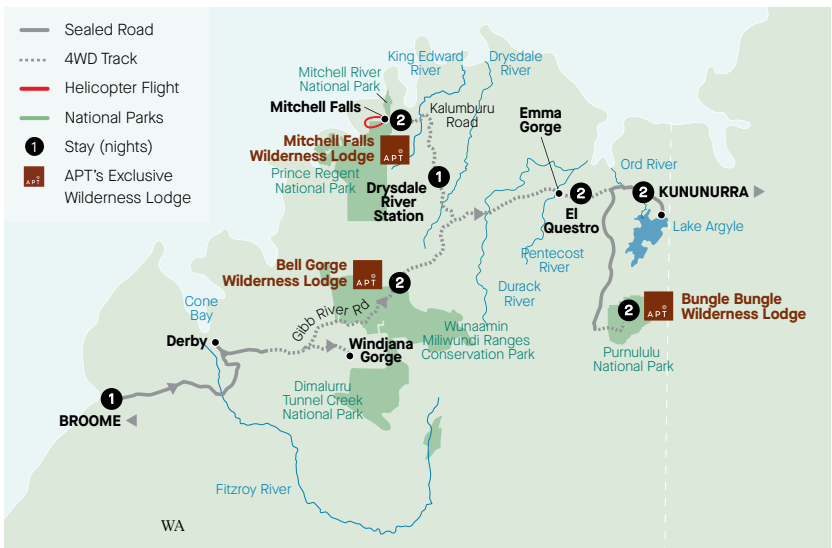 Sealed Road
4WD Track
Helicopter Flight
National Parks
1
Stay (nights)
APT
APT's Exclusive
Wilderness Lodge
King Edward
River
Drysdale
River
Mitchell River
National Park
Mitchell Falls
2
Kalumburu
Road
Mitchell Falls
Wilderness Lodge
APT
Prince Regent
National Park
Drysdale
River
Station
1
Emma
Gorge
2
El
Questro
Ord River
2
KUNUNURRA
Lake Argyle
Pentecost
River
Durack
River
Bell Gorge
Wilderness Lodge
APT
2
Gibb River Rd
Cone
Bay
Derby
Windjana
Gorge
Wunaamin
Miliwundi Ranges
Conservation Park
2
APT
Bungle Bungle
Wilderness Lodge
Purnululu
National Park
1
BROOME
Dimalurru
Tunnel Creek
National Park
Fitzroy River
WA